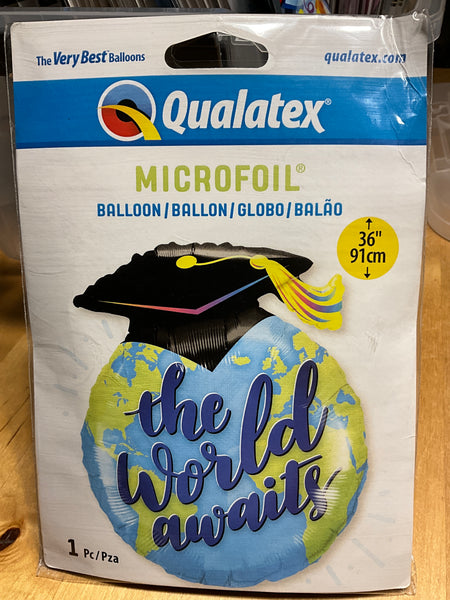 The Very Best™ Balloons
qualatex.com
Qualatex®
MICROFOIL®
BALLOON / BALLON / GLOBO / BALÃO
36"
91cm
the
World
awaits
1 Pc/Pza